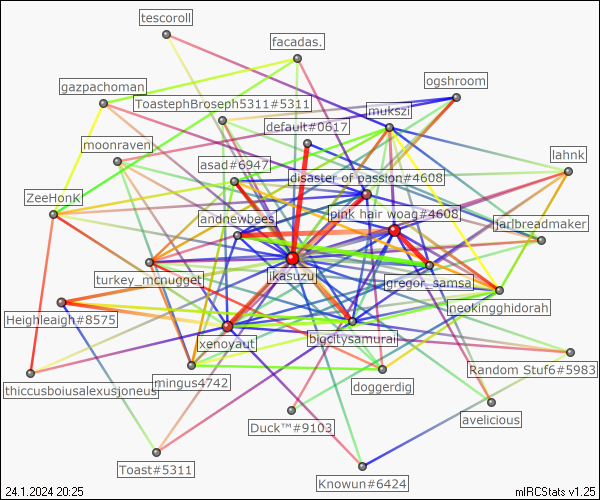 tescoroll
facadas.
gazpachoman
ogshroom
ToastephBroseph5311#5311
mukszi
default#0617
moonraven
asad#6947
lahnk
disaster of passion#4608
ZeeHonK
andnewbees
pink hair woag#4608
jarlbreadmaker
turkey_mcnugget
ikasuzu
gregor_samsa
neokingghidorah
Heighleaigh#8575
xenoyaut
bigcitysamurai
Random Stuf6#5983
thiccusboiusalexusjoneus
mingus4742
doggerdig
avelicious
Duck™#9103
Toast#5311
Knowun#6424
24.1.2024 20:25
mIRCStats v1.25